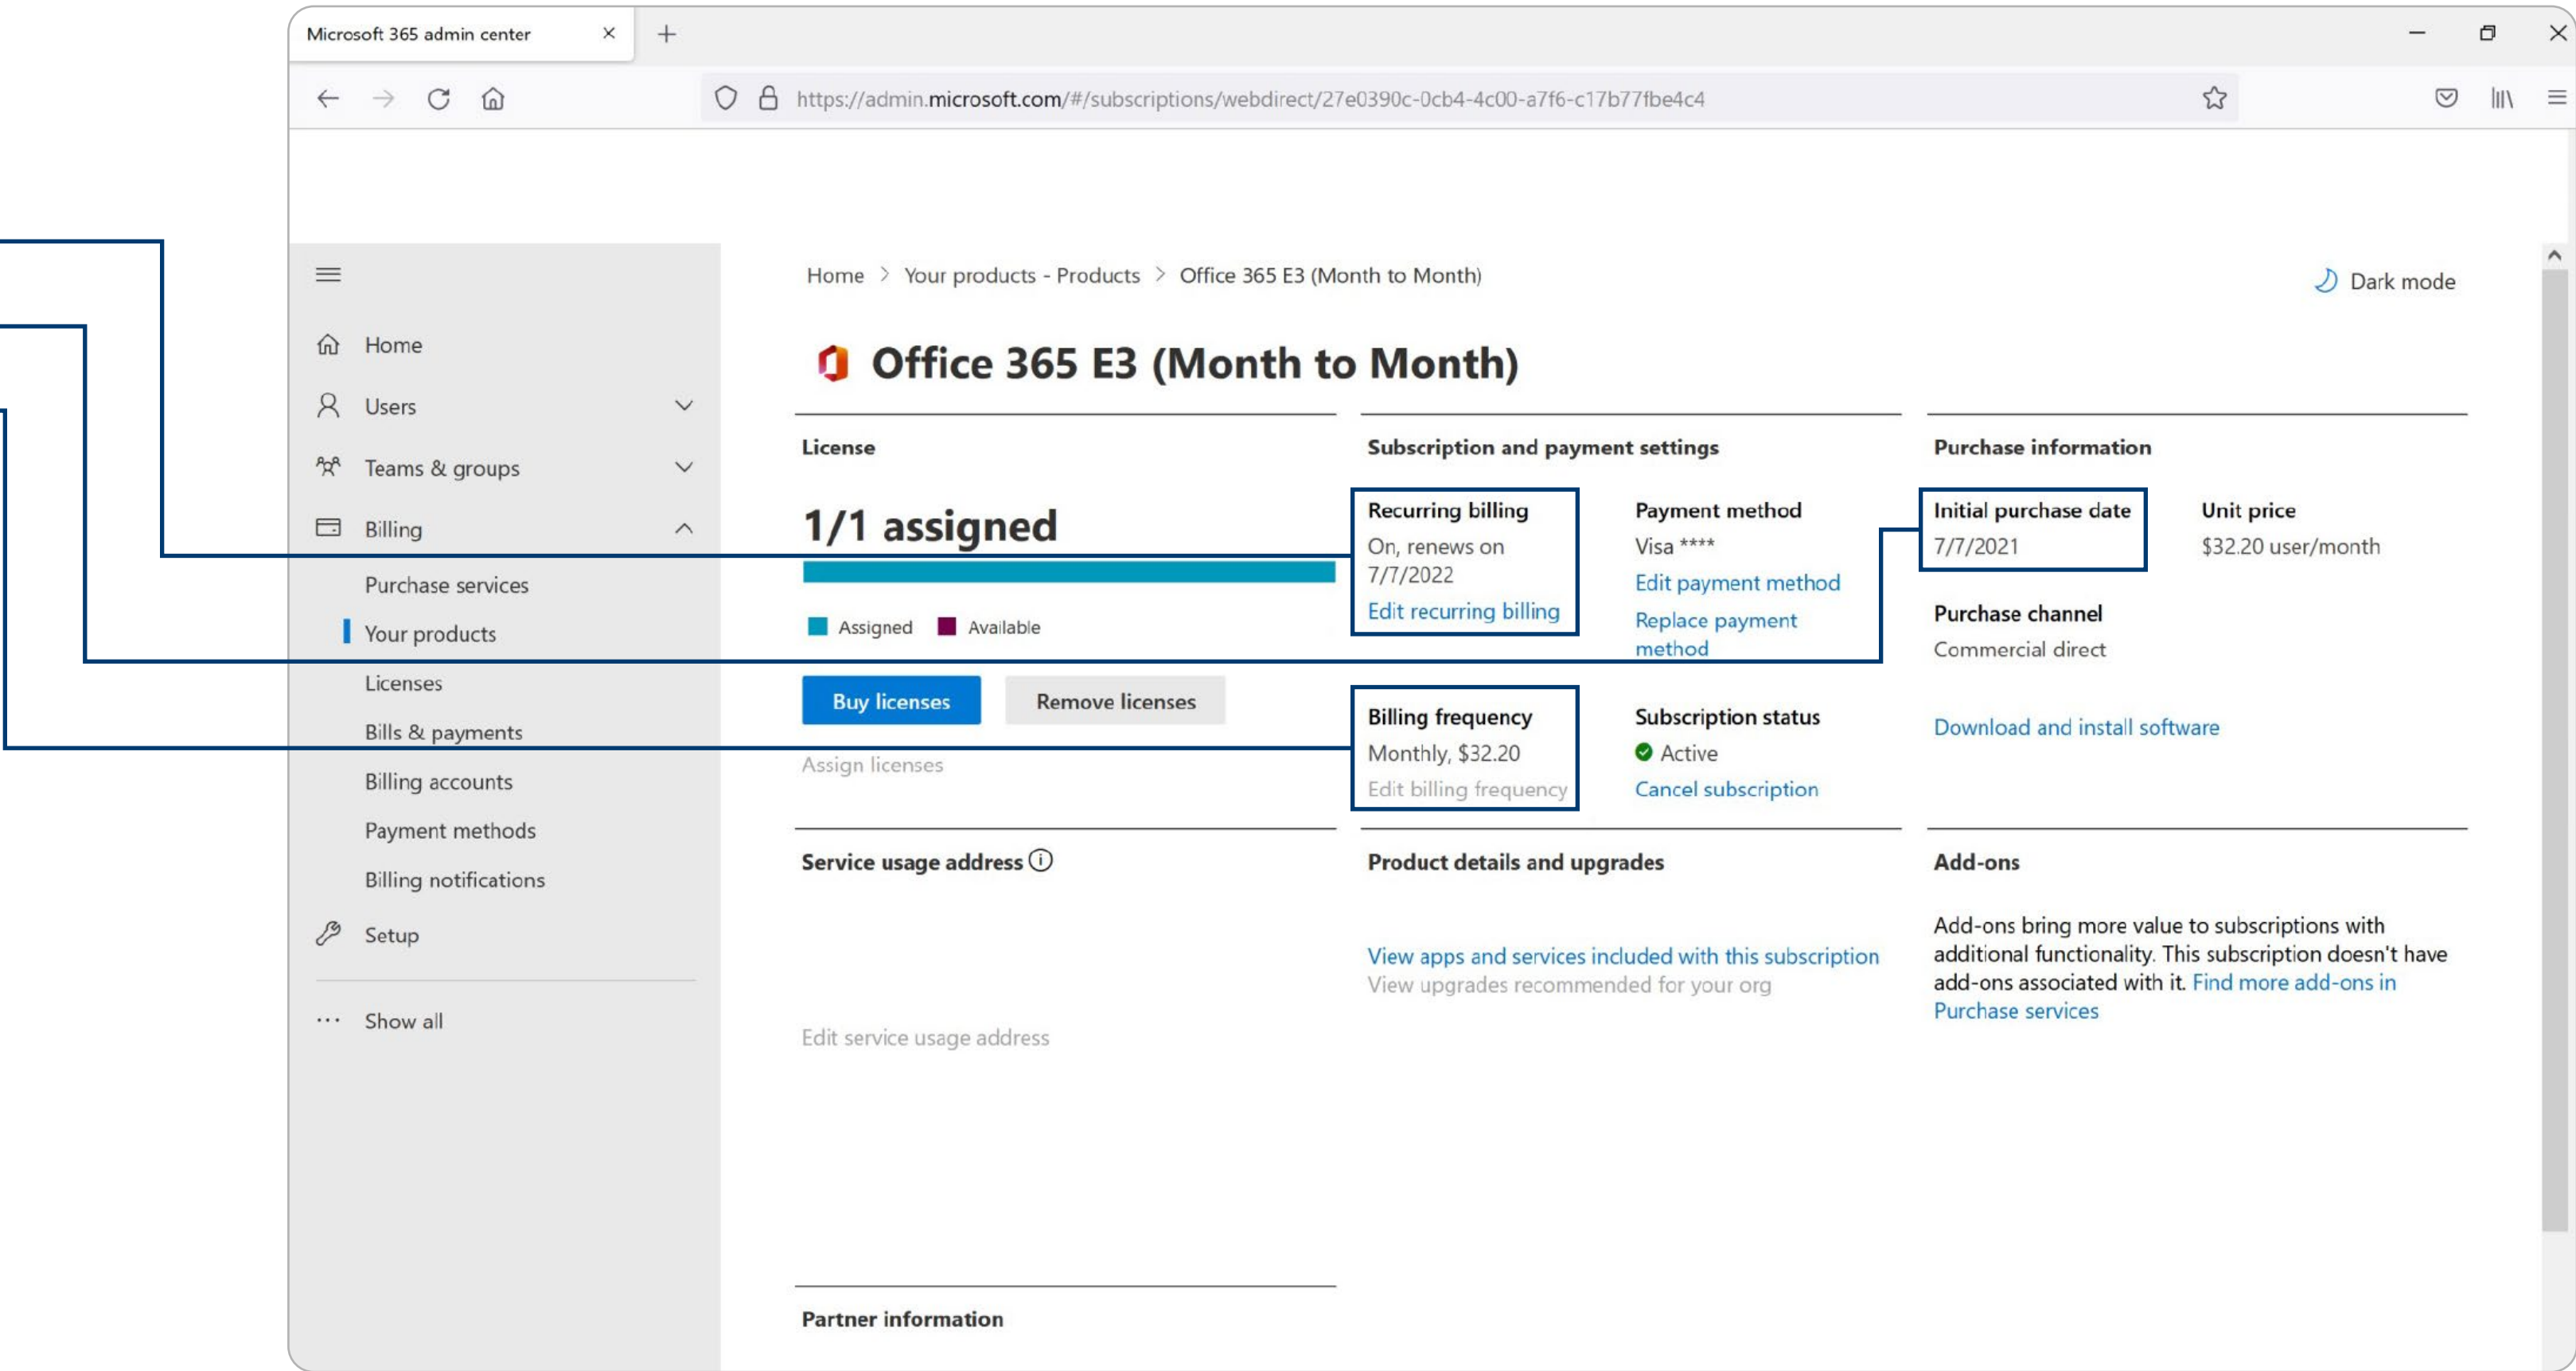 Microsoft 365 admin center
https://admin.microsoft.com/#/subscriptions/webdirect/27e0390c-0cb4-4c00-a7f6-c17b77fbe4c4
Home
Users
Teams & groups
Billing
Purchase services
Your products
Licenses
Bills & payments
Billing accounts
Payment methods
Billing notifications
Setup
Show all
Home > Your products - Products > Office 365 E3 (Month to Month)
Dark mode
Office 365 E3 (Month to Month)
License
1/1 assigned
Assigned Available
Buy licenses Remove licenses
Assign licenses
Subscription and payment settings
Recurring billing
On, renews on
7/7/2022
Edit recurring billing
Payment method
Visa ****
Edit payment method
Replace payment
method
Billing frequency
Monthly, $32.20
Edit billing frequency
Subscription status
Active
Cancel subscription
Purchase information
Initial purchase date
7/7/2021
Unit price
$32.20 user/month
Purchase channel
Commercial direct
Download and install software
Service usage address
Edit service usage address
Product details and upgrades
View apps and services included with this subscription
View upgrades recommended for your org
Add-ons
Add-ons bring more value to subscriptions with
additional functionality. This subscription doesn't have
add-ons associated with it. Find more add-ons in
Purchase services
Partner information